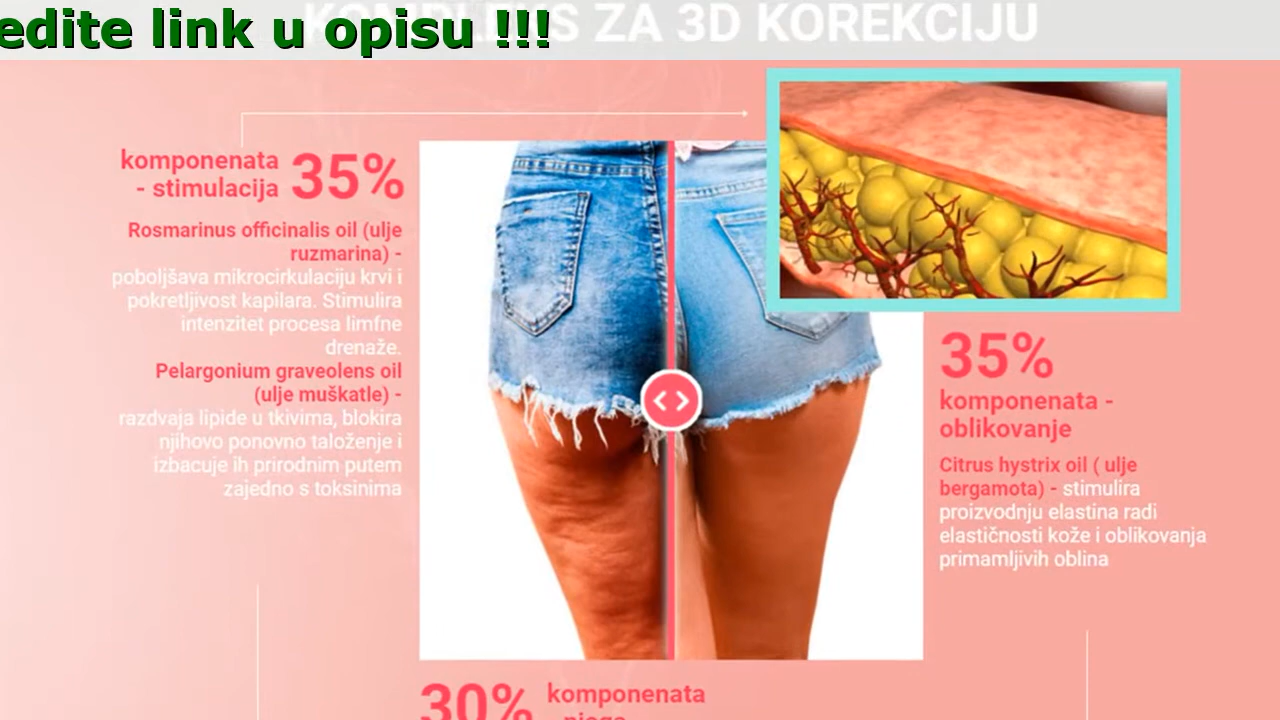 edite link u opisu !!!
KOMPLEKS ZA 3D KOREKCIJU
komponenata 35%
- stimulacija
Rosmarinus officinalis oil (ulje
ruzmarina) -
poboljšava mikrocirkulaciju krvi i
pokretljivost kapilara. Stimulira
intenzitet procesa limfne
drenaže.
Pelargonium graveolens oil
(ulje muškatle) -
razdvaja lipide u tkivima, blokira
njihovo ponovno taloženje i
izbacuje ih prirodnim putem
zajedno s toksinima
35%
komponenata -
oblikovanje
Citrus hystrix oil ( ulje
bergamota) - stimulira
proizvodnju elastina radi
elastičnosti kože i oblikovanja
primamljivih oblina
30% komponenata
- njega